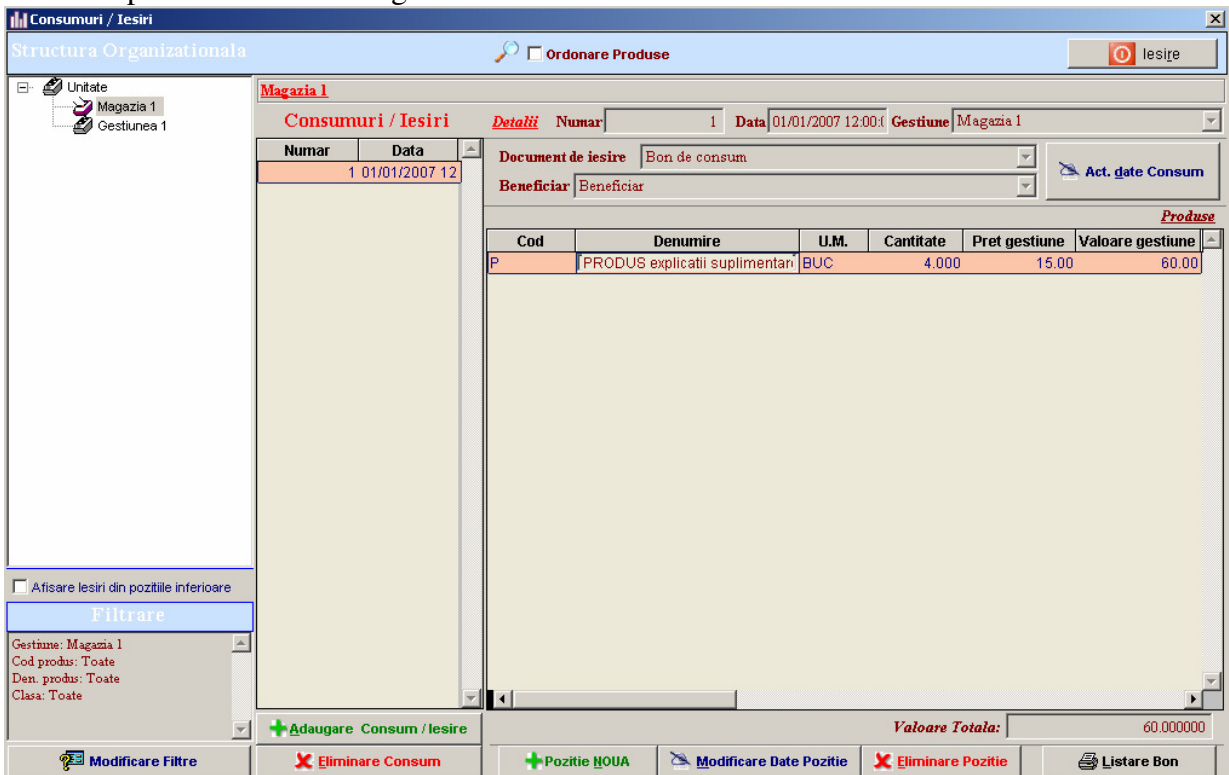 Consumuri / Iesiri
Structura Organizationala
Ordonare Produse
Iesire
Unitate
Magazia 1
Gestiunea 1
Magazia 1
Consumuri / Iesiri
Detalii Numar 1 Data 01/01/2007 12:00:( Gestiune Magazia 1
Numar Data
1 01/01/2007 12
Document de iesire Bon de consum
Beneficiar Beneficiar
Act. date Consum
Produse
Cod Denumire U.M. Cantitate Pret gestiune Valoare gestiune
P PRODUS explicatii suplimentari BUC 4.000 15.00 60.00
Afisare Iesiri din pozitiile inferioare
Filtrare
Gestiune: Magazia 1
Cod produs: Toate
Den. produs: Toate
Clasa: Toate
Modificare Filtre
Adaugare Consum / Iesire
Eliminare Consum
Valoare Totala: 60.000000
Pozitie NOUA
Modificare Date Pozitie
Eliminare Pozitie
Listare Bon